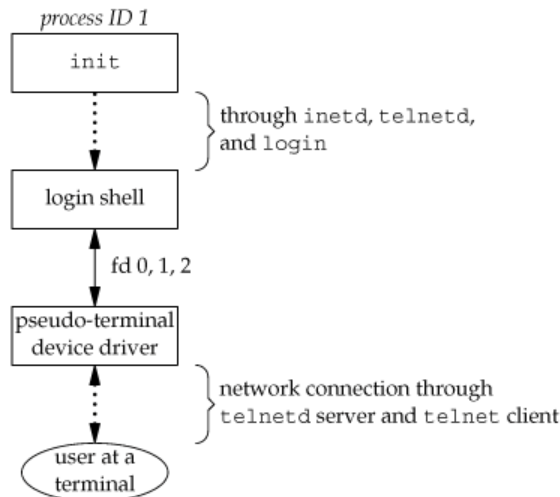 process ID 1
init
through inetd, telnetd,
and login
login shell
fd 0, 1, 2
pseudo-terminal
device driver
network connection through
telnetd server and telnet client
user at a
terminal